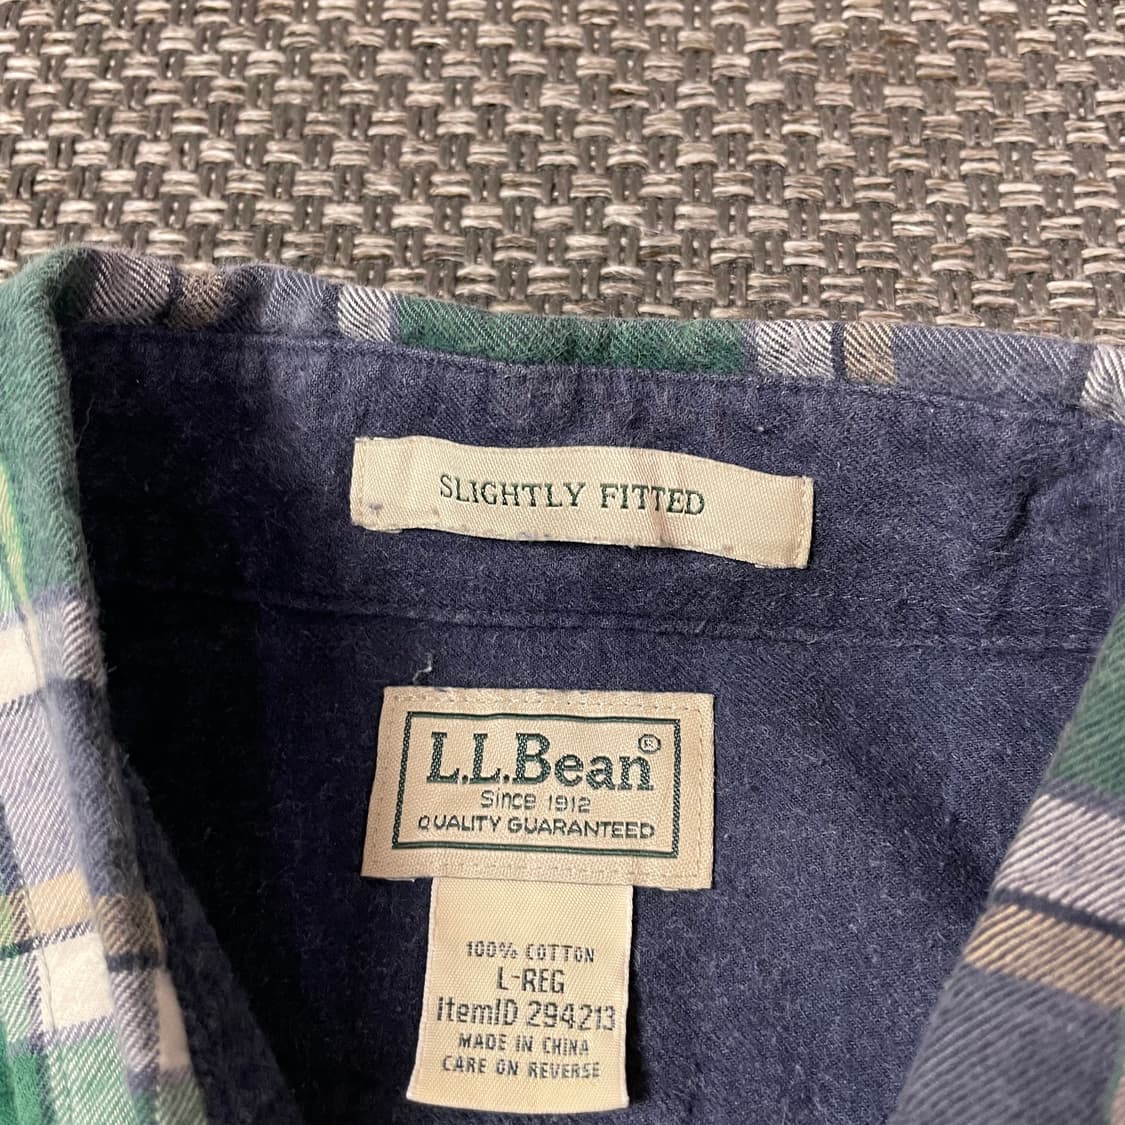 SLIGHTLY FITTED
L.L.Bean®
Since 1912
QUALITY GUARANTEED
100% COTTON
L-REG
ItemID 294213
MADE IN CHINA
CARE ON REVERSE